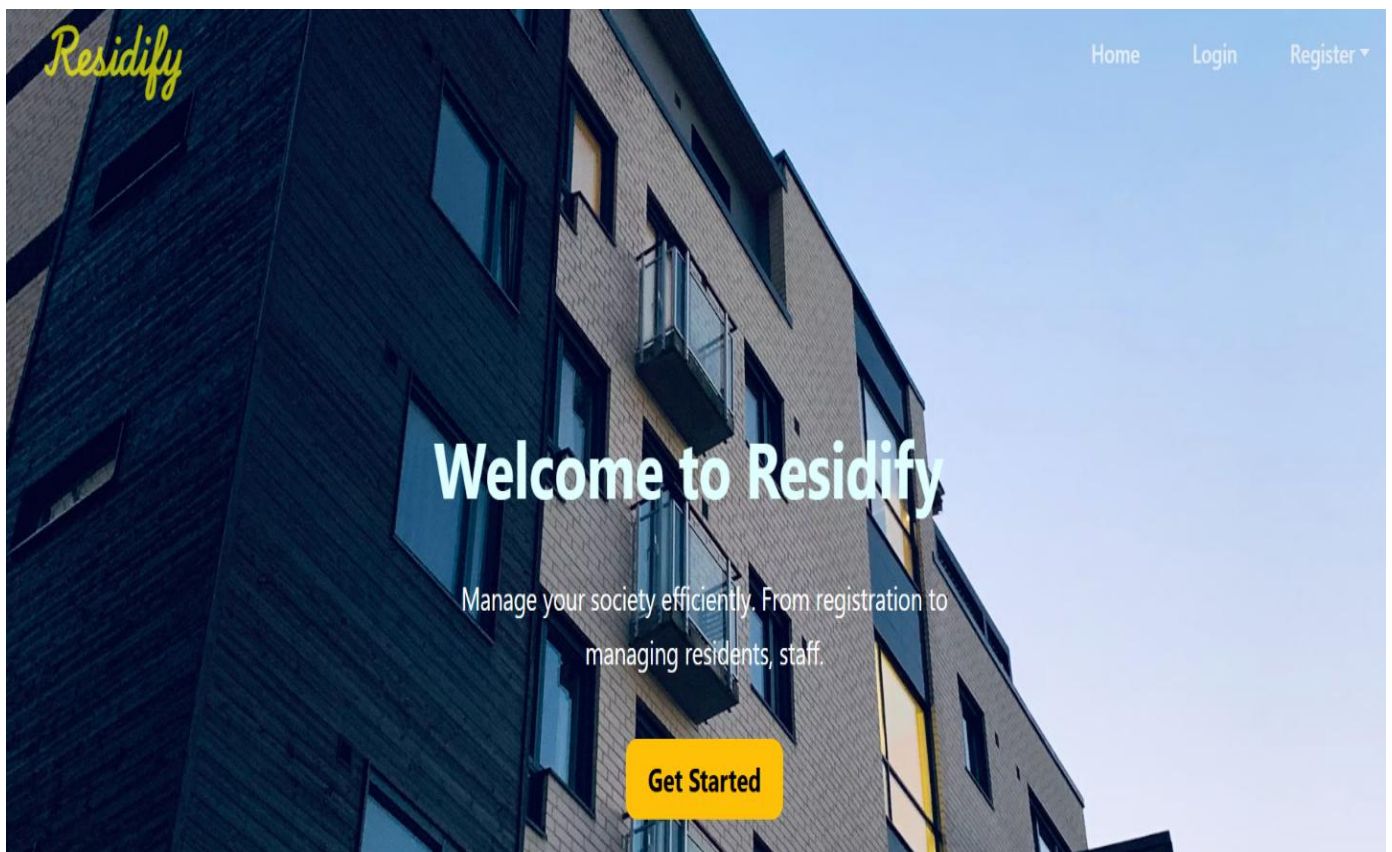 Residify
Home Login Register
Welcome to Residify
Manage your society efficiently. From registration to
managing residents, staff.
Get Started